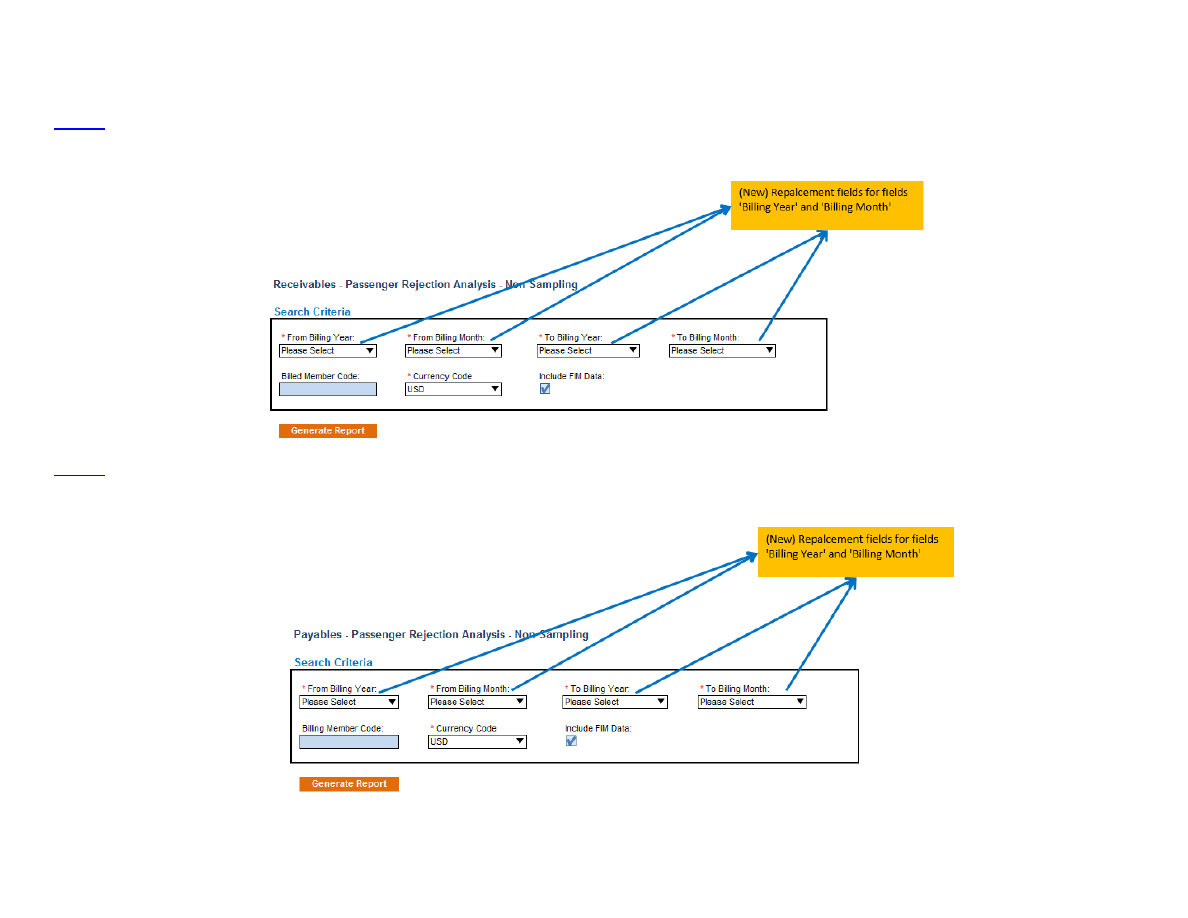 (New) Repalcement fields for fields
'Billing Year' and 'Billing Month'
Receivables - Passenger Rejection Analysis - Non Sampling
Search Criteria
* From Billing Year: * From Billing Month: * To Billing Year: * To Billing Month:
Please Select Please Select Please Select Please Select
Billed Member Code: * Currency Code Include FIM Data:
USD
Generate Report
(New) Repalcement fields for fields
'Billing Year' and 'Billing Month'
Payables - Passenger Rejection Analysis - Non-Sampling
Search Criteria
* From Billing Year: * From Billing Month: * To Billing Year: * To Billing Month:
Please Select Please Select Please Select Please Select
Billing Member Code: * Currency Code Include FIM Data:
USD
Generate Report